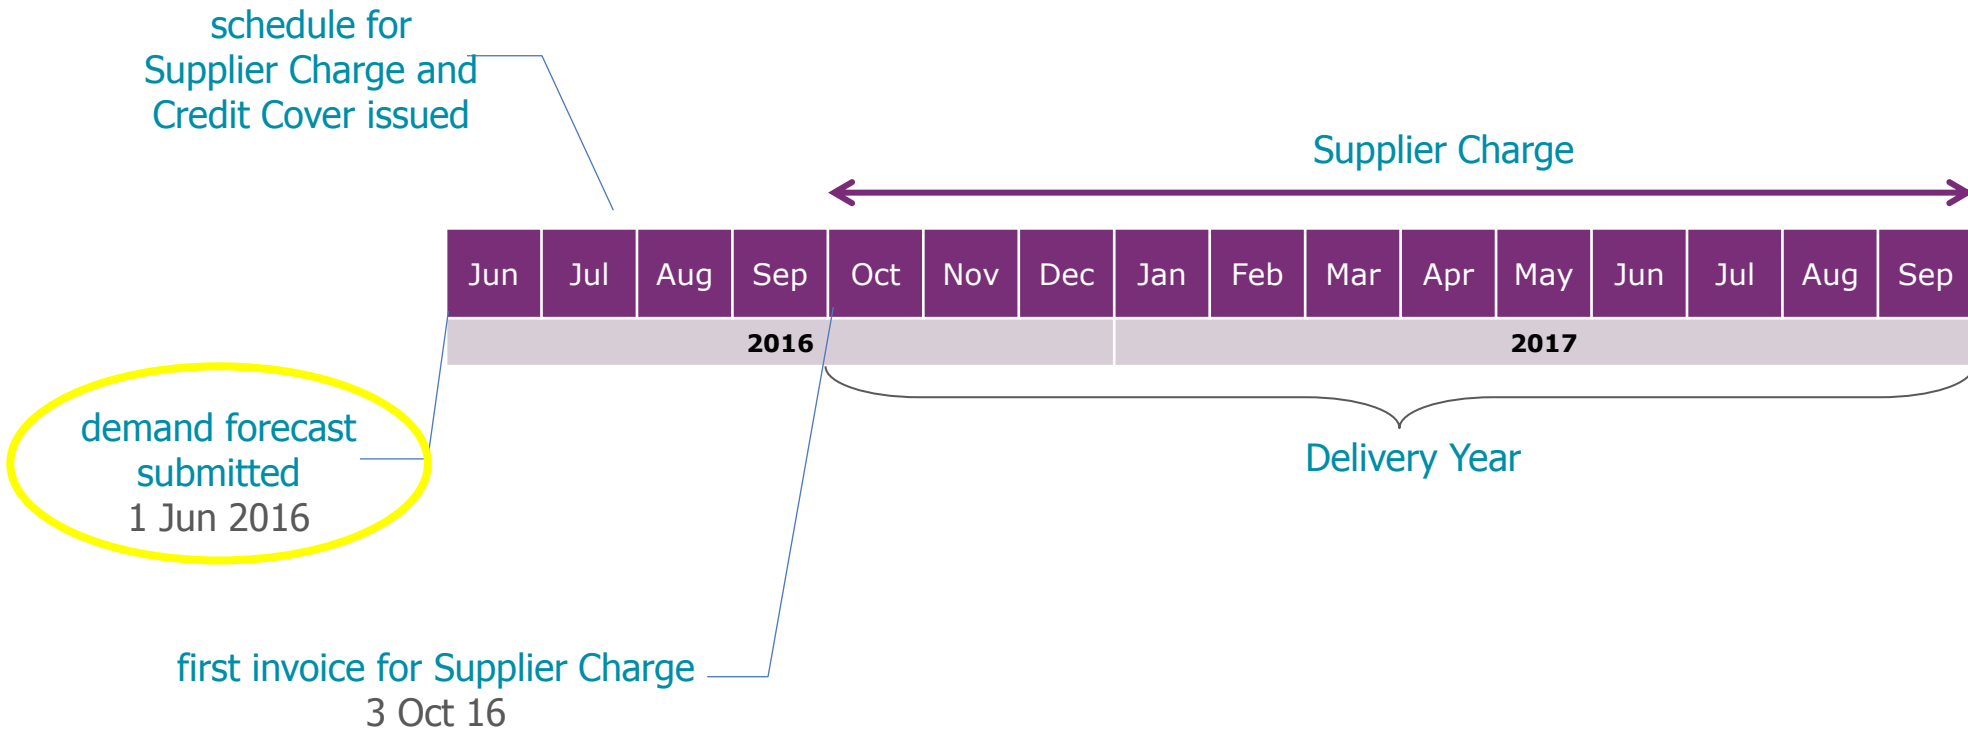 schedule for
Supplier Charge and
Credit Cover issued
Supplier Charge
Jun Jul Aug Sep Oct Nov Dec Jan Feb Mar Apr May Jun Jul Aug Sep
2016 2017
demand forecast
submitted
1 Jun 2016
Delivery Year
first invoice for Supplier Charge
3 Oct 16